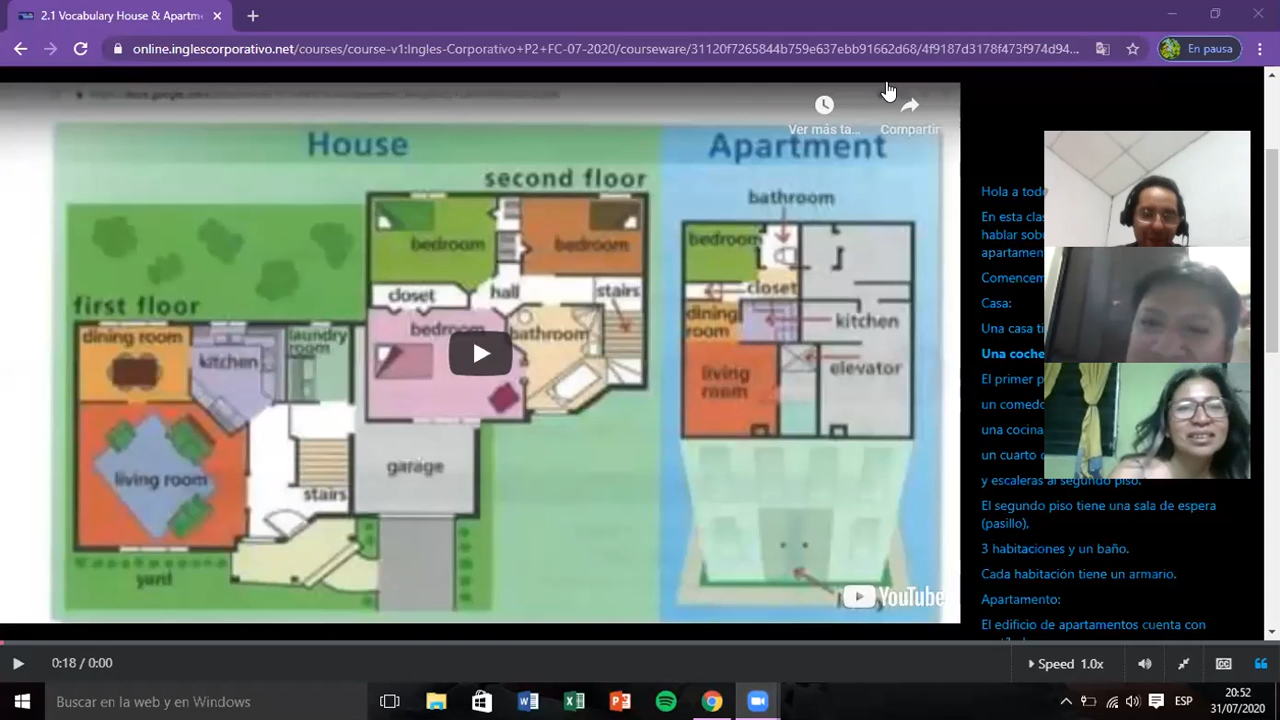 2.1 Vocabulary House & Apartm
online.inglescorporativo.net/courses/course-v1:Ingles-Corporativo+P2+FC-07-2020/courseware/31120f7265844b759e637ebb91662d68/4f9187d3178f473f974d94...
En pausa
Ver más ta...
Compartir
House
Apartment
second floor
bathroom
bedroom
bedroom
bedroom
closet
hall
stairs
closet
first floor
dining room
kitchen
laundry room
bedroom
bathroom
dining room
kitchen
living room
elevator
living room
garage
stairs
yard
YouTube
Hola a tod
En esta clas
hablar sob
apartamen
Comencem
Casa:
Una casa ti
Una coche
El primer p
un comedo
una cocina
un cuarto
y escaleras al segundo piso.
El segundo piso tiene una sala de espera
(pasillo),
3 habitaciones y un baño.
Cada habitación tiene un armario.
Apartamento:
El edificio de apartamentos cuenta con
0:18 / 0:00
Speed 1.0x
Buscar en la web y en Windows
ESP
20:52
31/07/2020